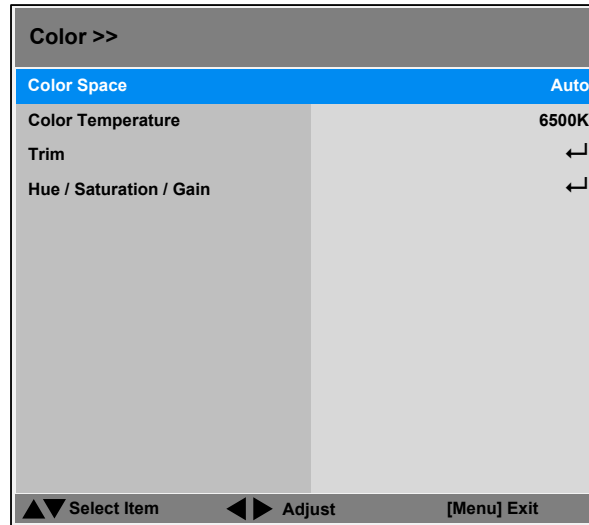 Color >>
Color Space Auto
Color Temperature 6500K
Trim
Hue / Saturation / Gain
Select Item Adjust [Menu] Exit